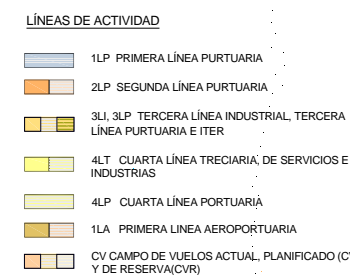 LÍNEAS DE ACTIVIDAD
1LP PRIMERA LÍNEA PURTUARIA
2LP SEGUNDA LÍNEA PURTUARIA
3LI, 3LP TERCERA LÍNEA INDUSTRIAL, TERCERA
LÍNEA PURTUARIA E ITER
4LT CUARTA LÍNEA TRECIARIA, DE SERVICIOS E
INDUSTRIAS
4LP CUARTA LÍNEA PORTUARIA
1LA PRIMERA LINEA AEROPORTUARIA
CV CAMPO DE VUELOS ACTUAL, PLANIFICADO (C
Y DE RESERVA(CVR)